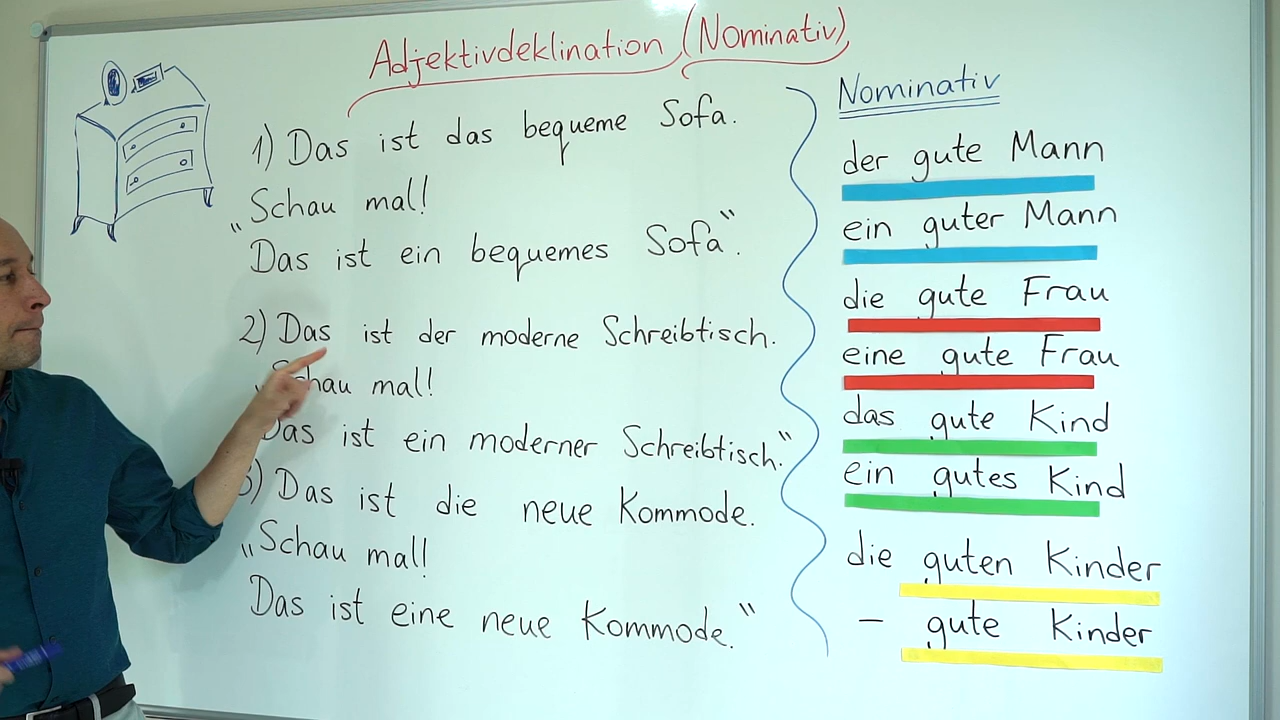 Adjektivdeklination (Nominativ)
1) Das ist das bequeme Sofa.
„Schau mal!
Das ist ein bequemes Sofa“.
2) Das ist der moderne Schreibtisch.
„Schau mal!
Das ist ein moderner Schreibtisch.“
3) Das ist die neue Kommode.
„Schau mal!
Das ist eine neue Kommode.“
Nominativ
der gute Mann
ein guter Mann
die gute Frau
eine gute Frau
das gute Kind
ein gutes Kind
die guten Kinder
– gute Kinder